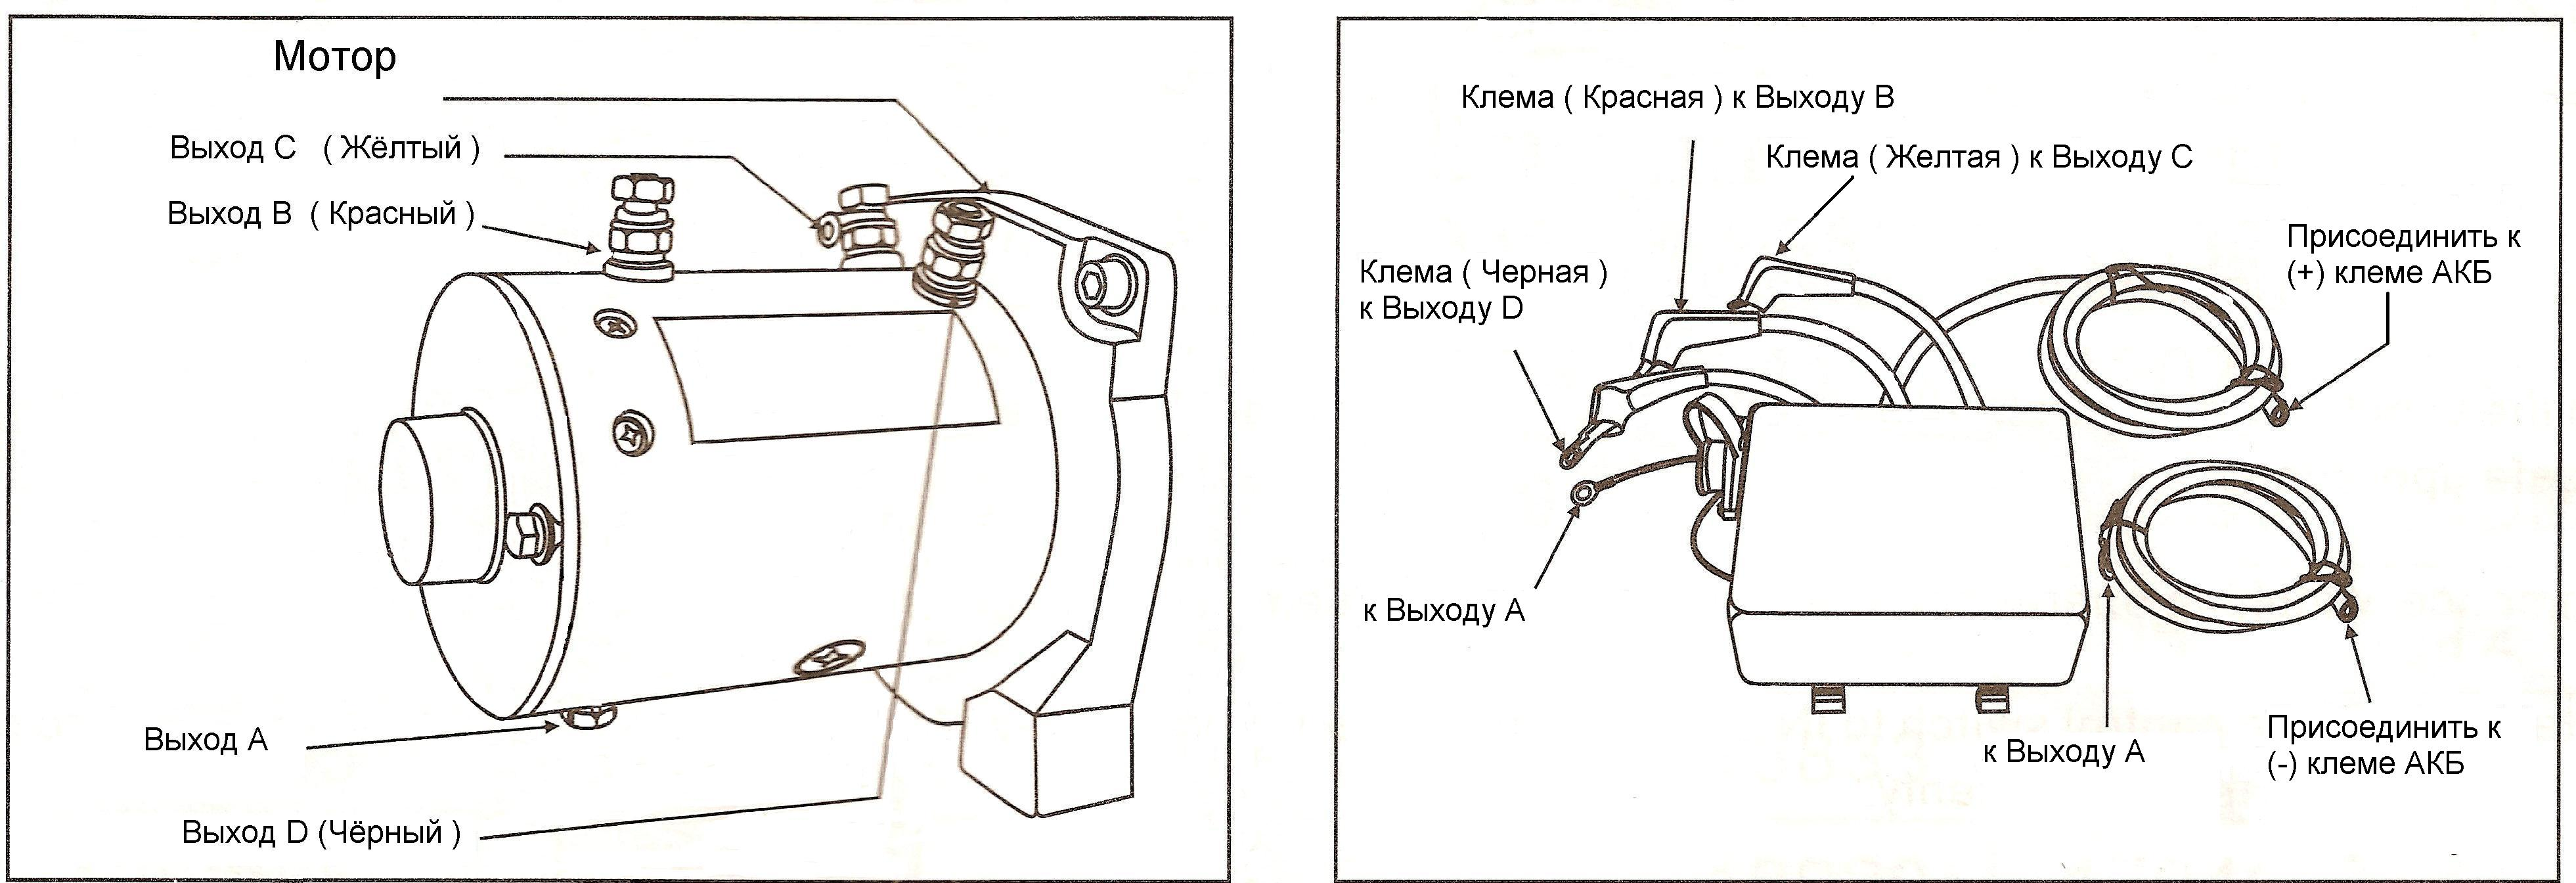 Мотор
Выход С ( Жёлтый )
Выход В ( Красный )
Выход А
Выход D (Чёрный )
Клема ( Красная ) к Выходу В
Клема ( Желтая ) к Выходу С
Клема ( Черная )
к Выходу D
Присоединить к
(+) клеме АКБ
к Выходу А
к Выходу А
Присоединить к
(-) клеме АКБ